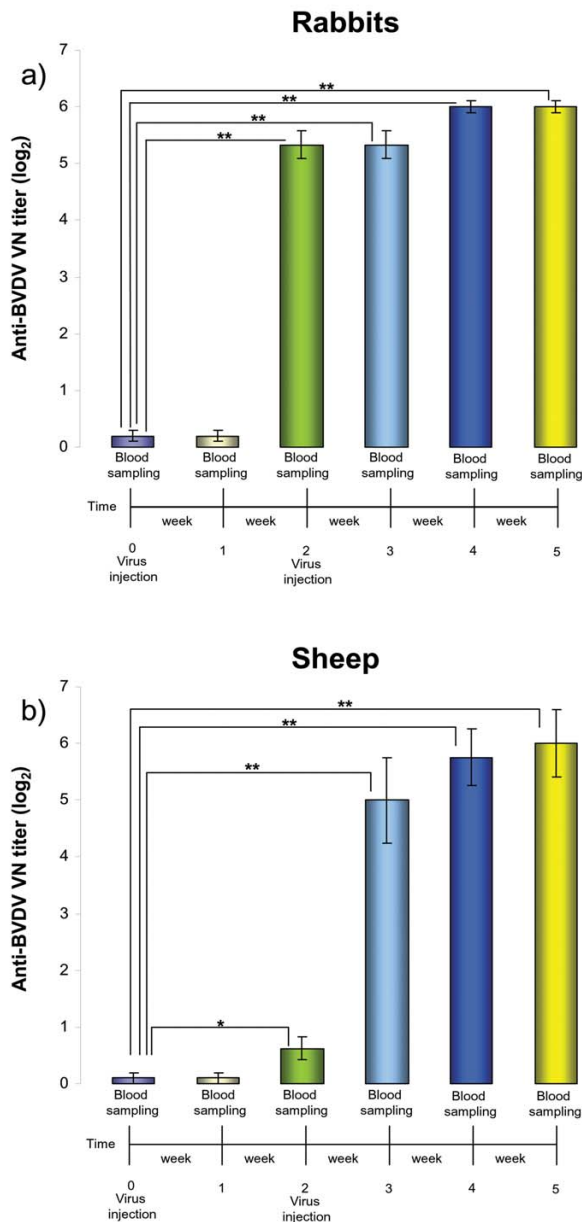 Rabbits
a)
Anti-BVDV VN titer (log2)
7
6
5
4
3
2
1
0
**
**
**
**
Blood Blood Blood Blood Blood Blood
sampling sampling sampling sampling sampling sampling
Time
week week week week week
0 1 2 3 4 5
Virus Virus
injection injection
Sheep
b)
Anti-BVDV VN titer (log2)
7
6
5
4
3
2
1
0
**
**
**
*
Blood Blood Blood Blood Blood Blood
sampling sampling sampling sampling sampling sampling
Time
week week week week week
0 1 2 3 4 5
Virus Virus
injection injection